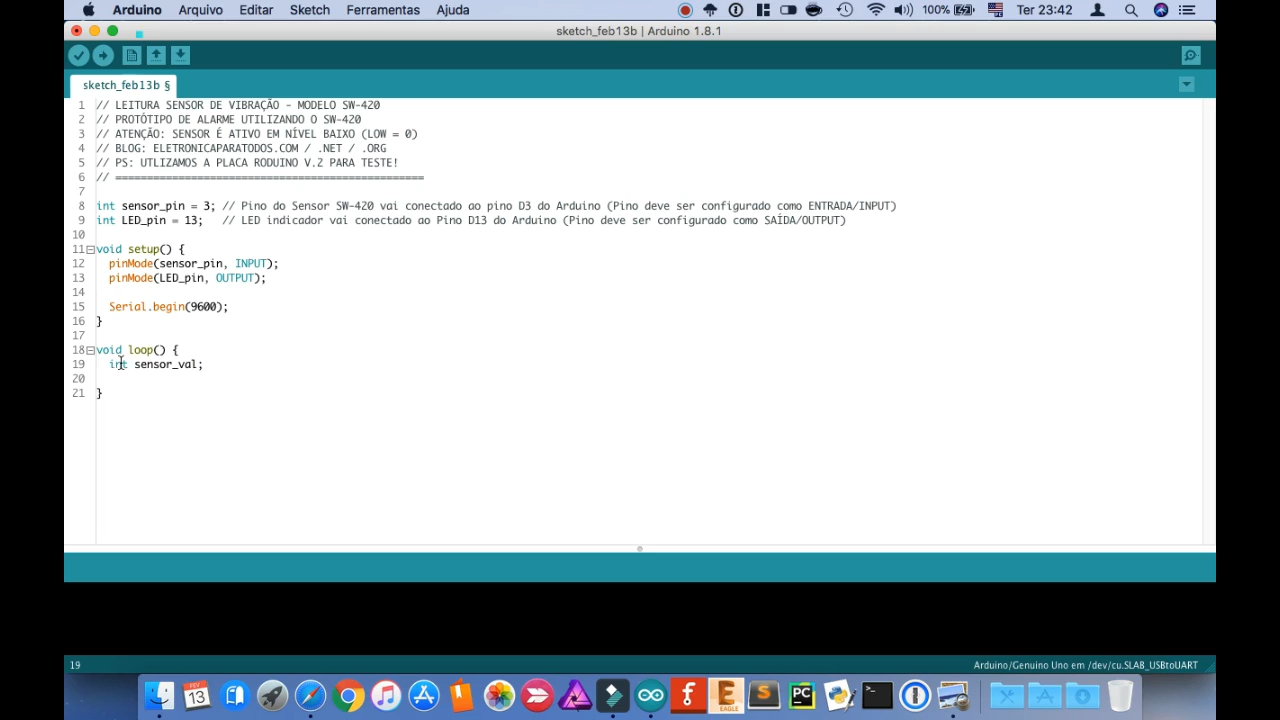 Arduino Arquivo Editar Sketch Ferramentas Ajuda 100% Ter 23:42
sketch_feb13b | Arduino 1.8.1
sketch_feb13b §
1 // LEITURA SENSOR DE VIBRAÇÃO - MODELO SW-420
2 // PROTÓTIPO DE ALARME UTILIZANDO O SW-420
3 // ATENÇÃO: SENSOR É ATIVO EM NÍVEL BAIXO (LOW = 0)
4 // BLOG: ELETRONICAPARATODOS.COM / .NET / .ORG
5 // PS: UTLIZAMOS A PLACA RODUINO V.2 PARA TESTE!
6 // =================================================
7
8 int sensor_pin = 3; // Pino do Sensor SW-420 vai conectado ao pino D3 do Arduino (Pino deve ser configurado como ENTRADA/INPUT)
9 int LED_pin = 13; // LED indicador vai conectado ao Pino D13 do Arduino (Pino deve ser configurado como SAÍDA/OUTPUT)
10
11 void setup() {
12 pinMode(sensor_pin, INPUT);
13 pinMode(LED_pin, OUTPUT);
14
15 Serial.begin(9600);
16 }
17
18 void loop() {
19 int sensor_val;
20
21 }
19 Arduino/Genuino Uno em /dev/cu.SLAB_USBtoUART
FEV
13
f
E
EAGLE
S
PC
>_